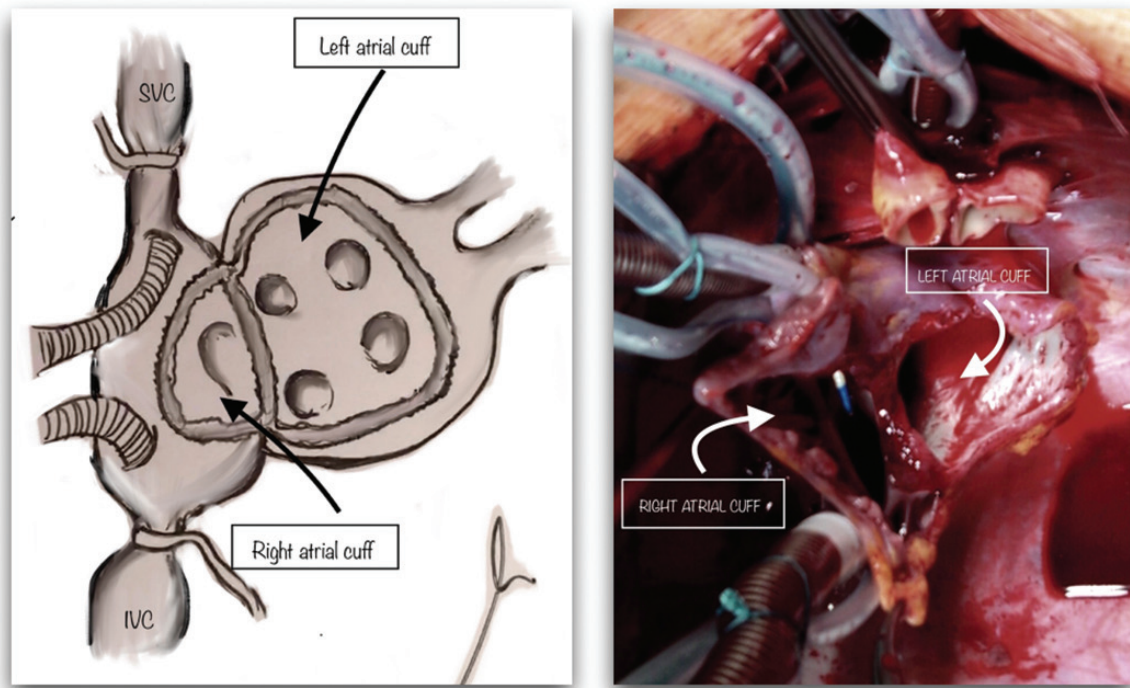 Left atrial cuff
SVC
Right atrial cuff
IVC
LEFT ATRIAL CUFF
RIGHT ATRIAL CUFF